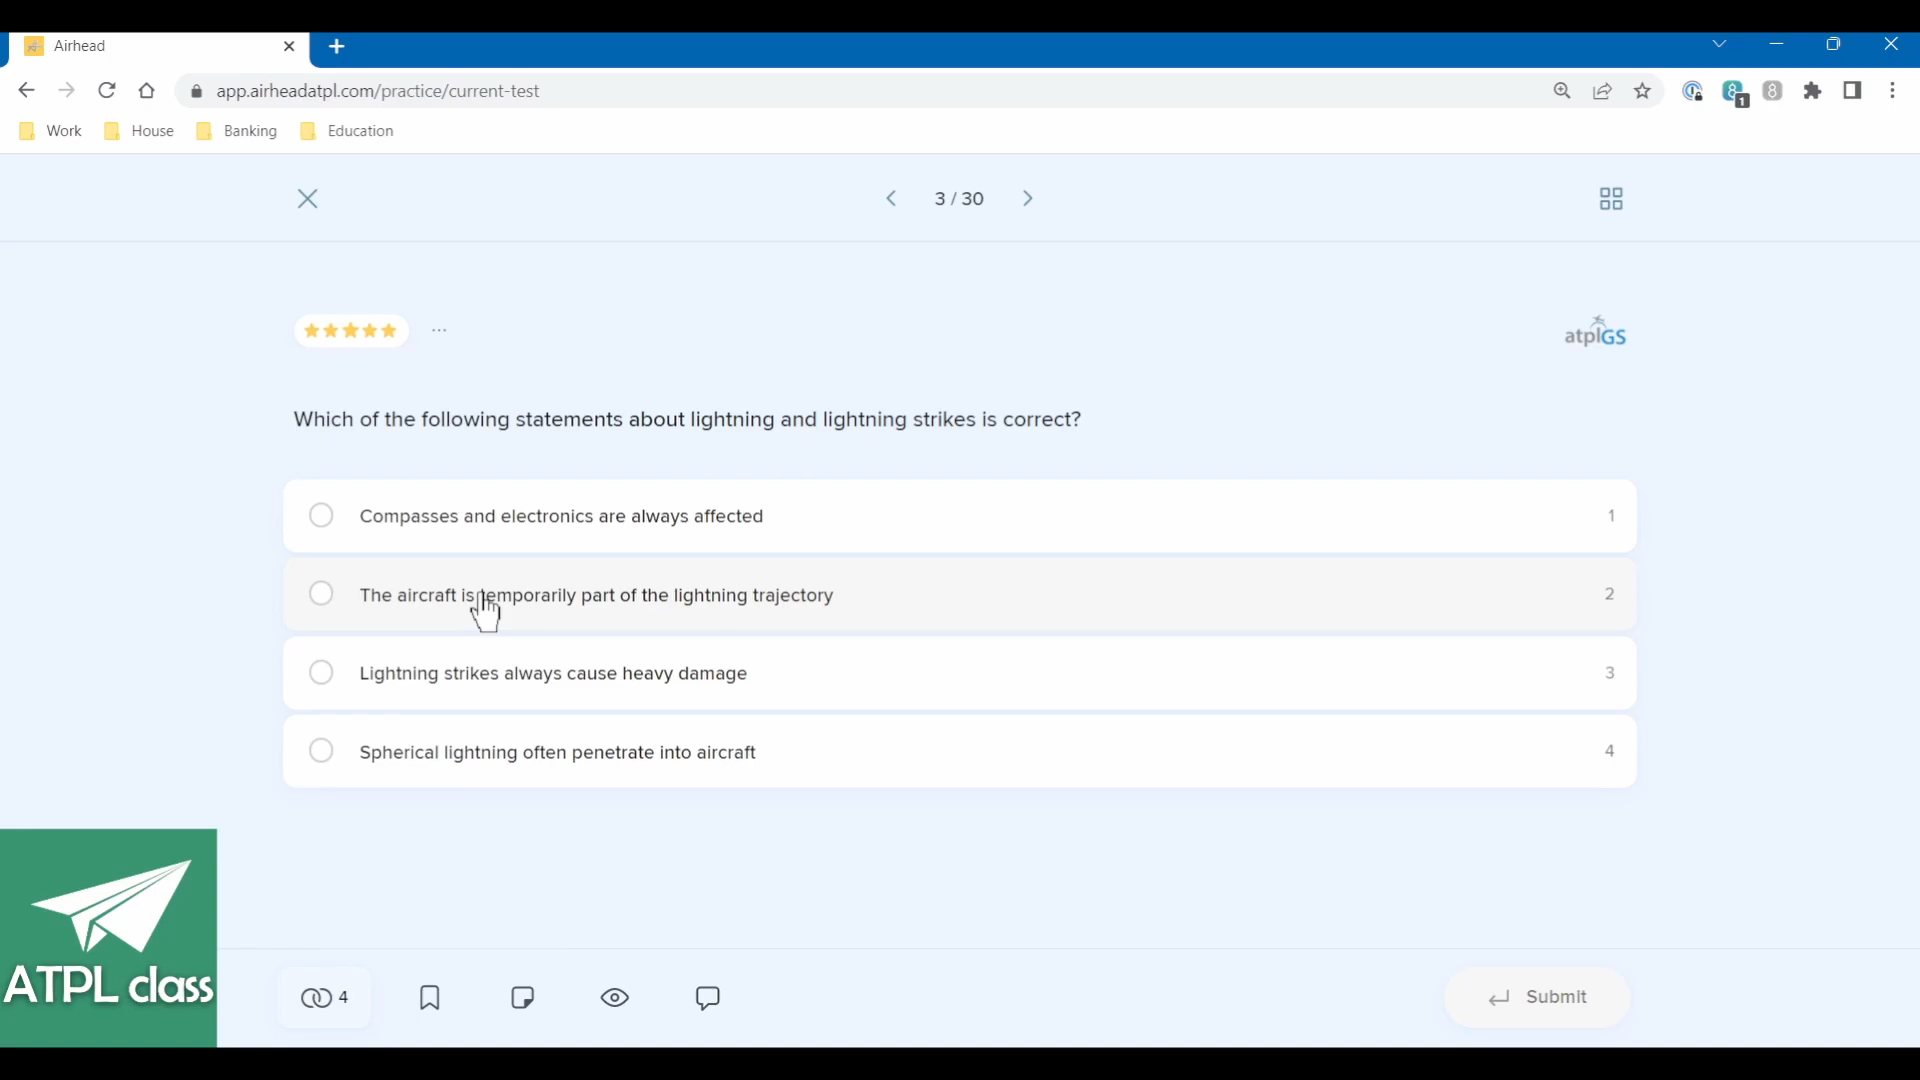 Airhead
app.airheadatpl.com/practice/current-test
8 1 8
Work House Banking Education
3 / 30
...
atplGS
Which of the following statements about lightning and lightning strikes is correct?
Compasses and electronics are always affected 1
The aircraft is temporarily part of the lightning trajectory 2
Lightning strikes always cause heavy damage 3
Spherical lightning often penetrate into aircraft 4
ATPL class
4
Submit